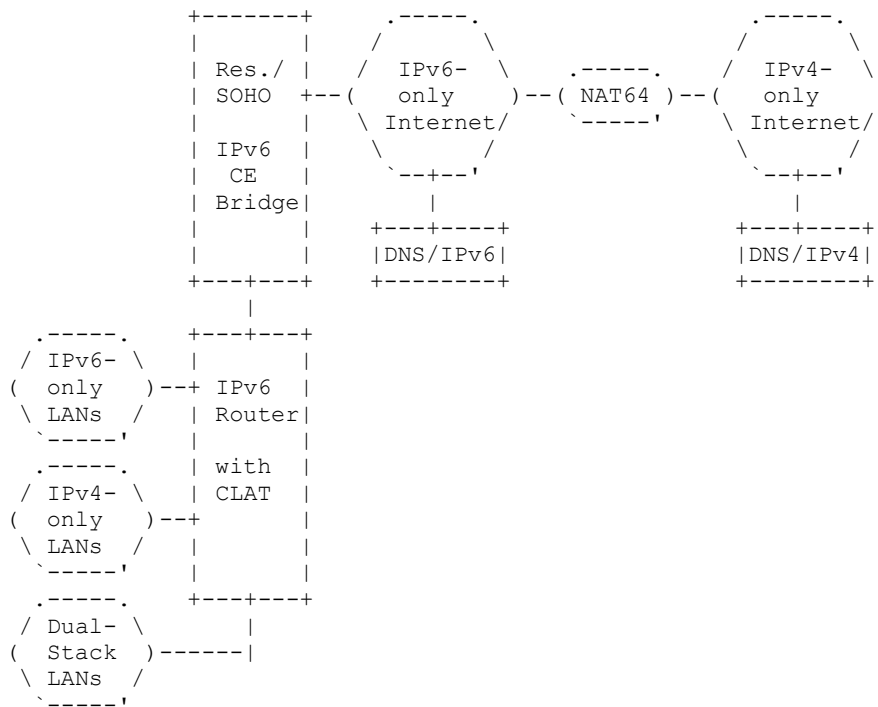 Res./
SOHO
IPv6
CE
Bridge
IPv6-
only
Internet
NAT64
IPv4-
only
Internet
DNS/IPv6
DNS/IPv4
IPv6-
only
LANs
IPv4-
only
LANs
Dual-
Stack
LANs
IPv6
Router
with
CLAT